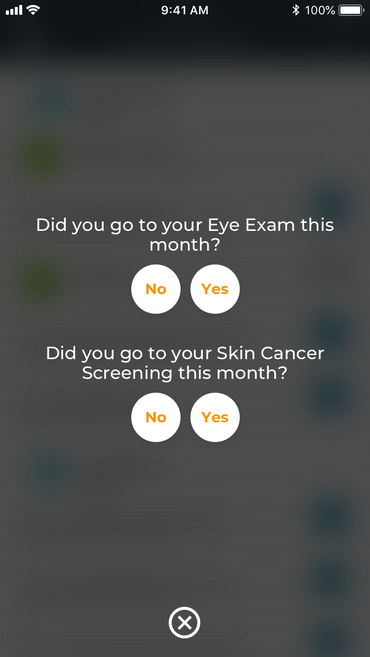 9:41 AM
100%
Did you go to your Eye Exam this
month?
No Yes
Did you go to your Skin Cancer
Screening this month?
No Yes